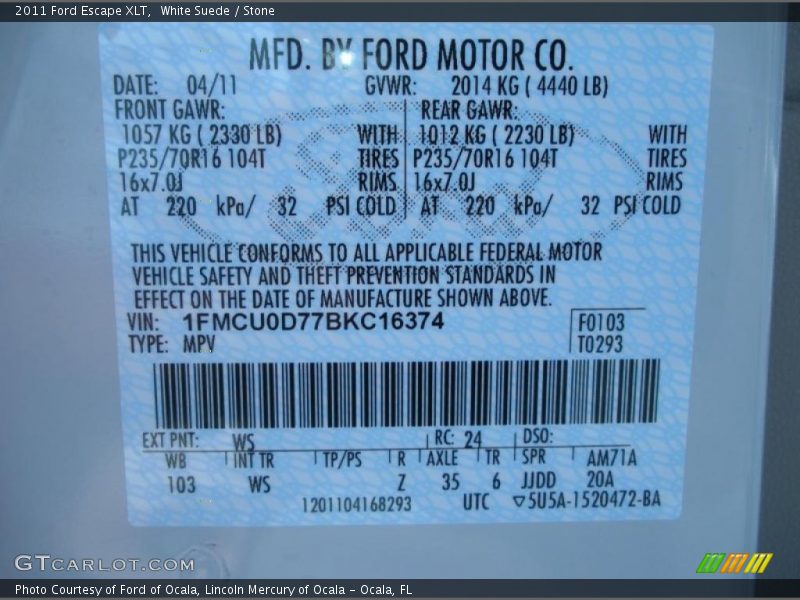 2011 Ford Escape XLT, White Suede / Stone
MFD. BY FORD MOTOR CO.
DATE: 04/11 GVWR: 2014 KG ( 4440 LB)
FRONT GAWR: REAR GAWR:
1057 KG ( 2330 LB) WITH 1012 KG ( 2230 LB) WITH
P235/70R16 104T TIRES P235/70R16 104T TIRES
16x7.0J RIMS 16x7.0J RIMS
AT 220 kPa/ 32 PSI COLD AT 220 kPa/ 32 PSI COLD
THIS VEHICLE CONFORMS TO ALL APPLICABLE FEDERAL MOTOR
VEHICLE SAFETY AND THEFT PREVENTION STANDARDS IN
EFFECT ON THE DATE OF MANUFACTURE SHOWN ABOVE.
VIN: 1FMCU0D77BKC16374 F0103
TYPE: MPV T0293
EXT PNT: WS RC: 24 DSO:
WB INT TR TP/PS R AXLE TR SPR AM71A
103 WS Z 35 6 JJDD 20A
1201104168293 UTC ▽5U5A-1520472-BA
GTCARLOT.COM
Photo Courtesy of Ford of Ocala, Lincoln Mercury of Ocala - Ocala, FL